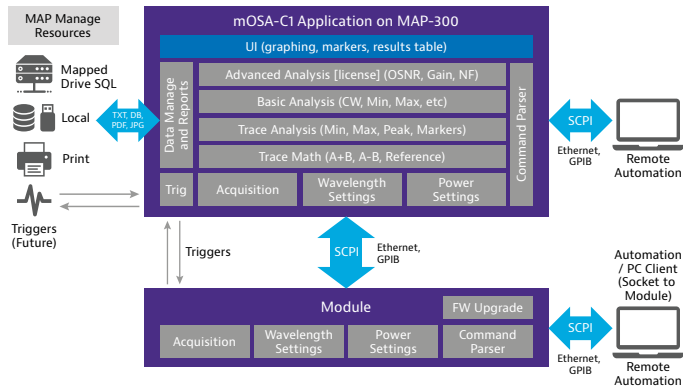 MAP Manage
Resources
Mapped
Drive SQL
Local
Print
Triggers
(Future)
TXT, DB,
PDF, JPG
mOSA-C1 Application on MAP-300
UI (graphing, markers, results table)
Data Manage
and Reports
Advanced Analysis [license] (OSNR, Gain, NF)
Basic Analysis (CW, Min, Max, etc)
Trace Analysis (Min, Max, Peak, Markers)
Trace Math (A+B, A-B, Reference)
Command Parser
Trig
Acquisition
Wavelength
Settings
Power
Settings
SCPI
Ethernet,
GPIB
Remote
Automation
Triggers
SCPI
Ethernet,
GPIB
Module
FW Upgrade
Acquisition
Wavelength
Settings
Power
Settings
Command
Parser
SCPI
Ethernet,
GPIB
Automation
/ PC Client
(Socket to
Module)
Remote
Automation